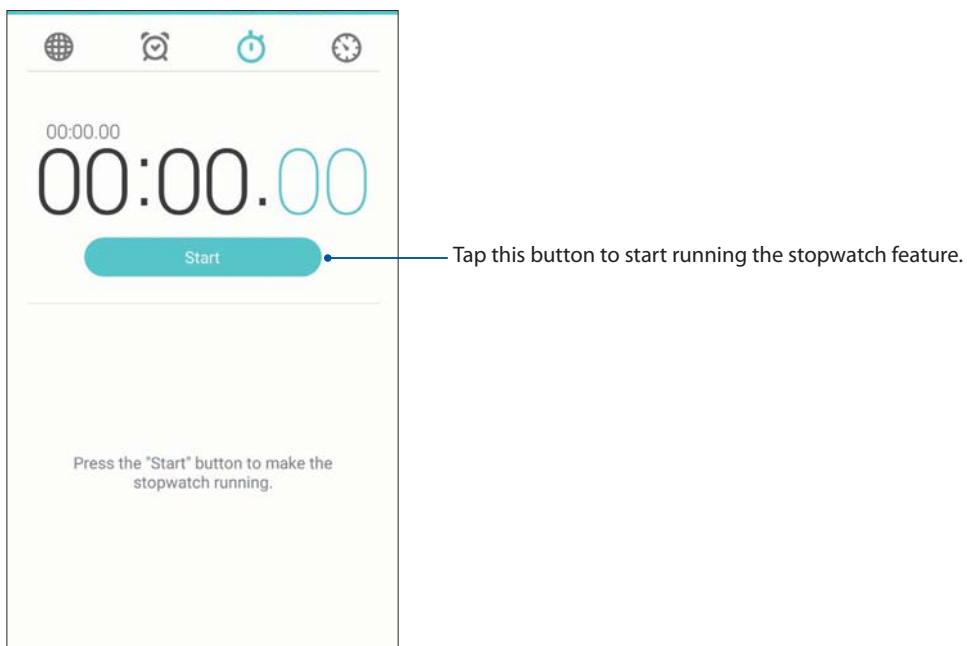 00:00.00
00:00.00
Start
Tap this button to start running the stopwatch feature.
Press the "Start" button to make the
stopwatch running.